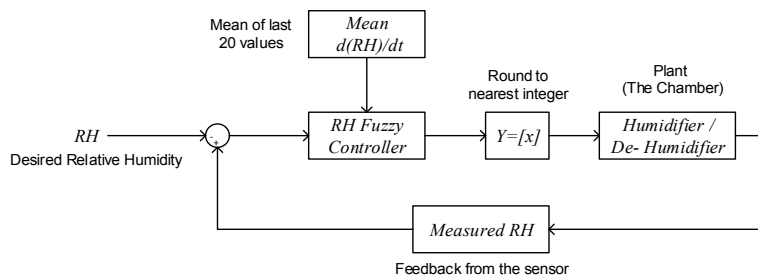 Mean of last
20 values
Mean
d(RH)/dt
Round to
nearest integer
Plant
(The Chamber)
RH
Desired Relative Humidity
-
+
RH Fuzzy
Controller
Y=[x]
Humidifier /
De- Humidifier
Measured RH
Feedback from the sensor